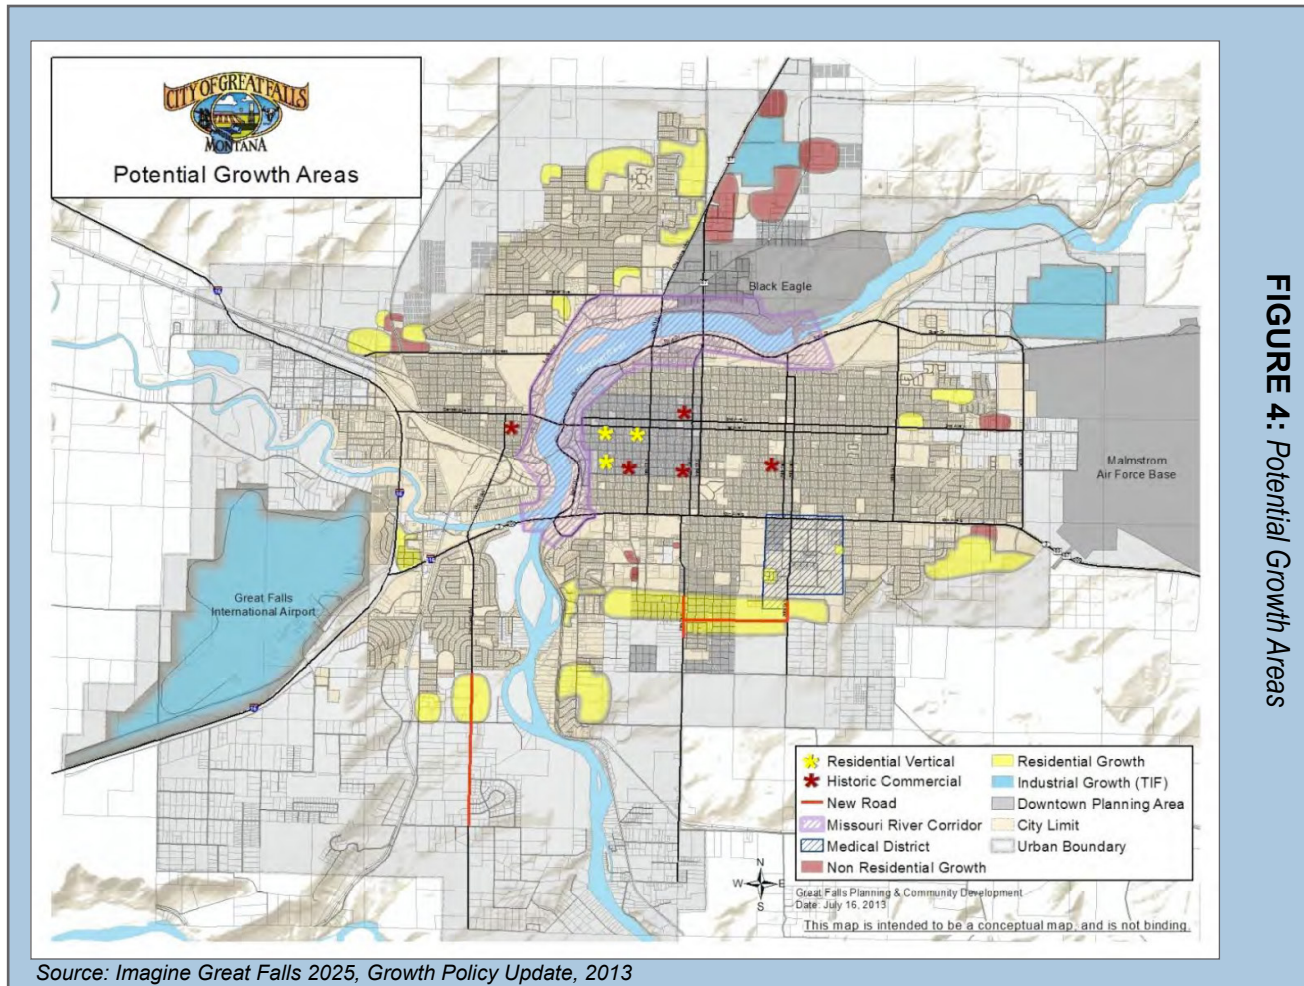 CITY OF GREAT FALLS
MONTANA
Potential Growth Areas
Black Eagle
Malmstrom
Air Force Base
Great Falls
International Airport
Residential Vertical
Historic Commercial
New Road
Missouri River Corridor
Medical District
Non Residential Growth
Residential Growth
Industrial Growth (TIF)
Downtown Planning Area
City Limit
Urban Boundary
N
W
E
S
Great Falls Planning & Community Development
Date: July 16, 2013
This map is intended to be a conceptual map, and is not binding.
FIGURE 4: Potential Growth Areas
Source: Imagine Great Falls 2025, Growth Policy Update, 2013